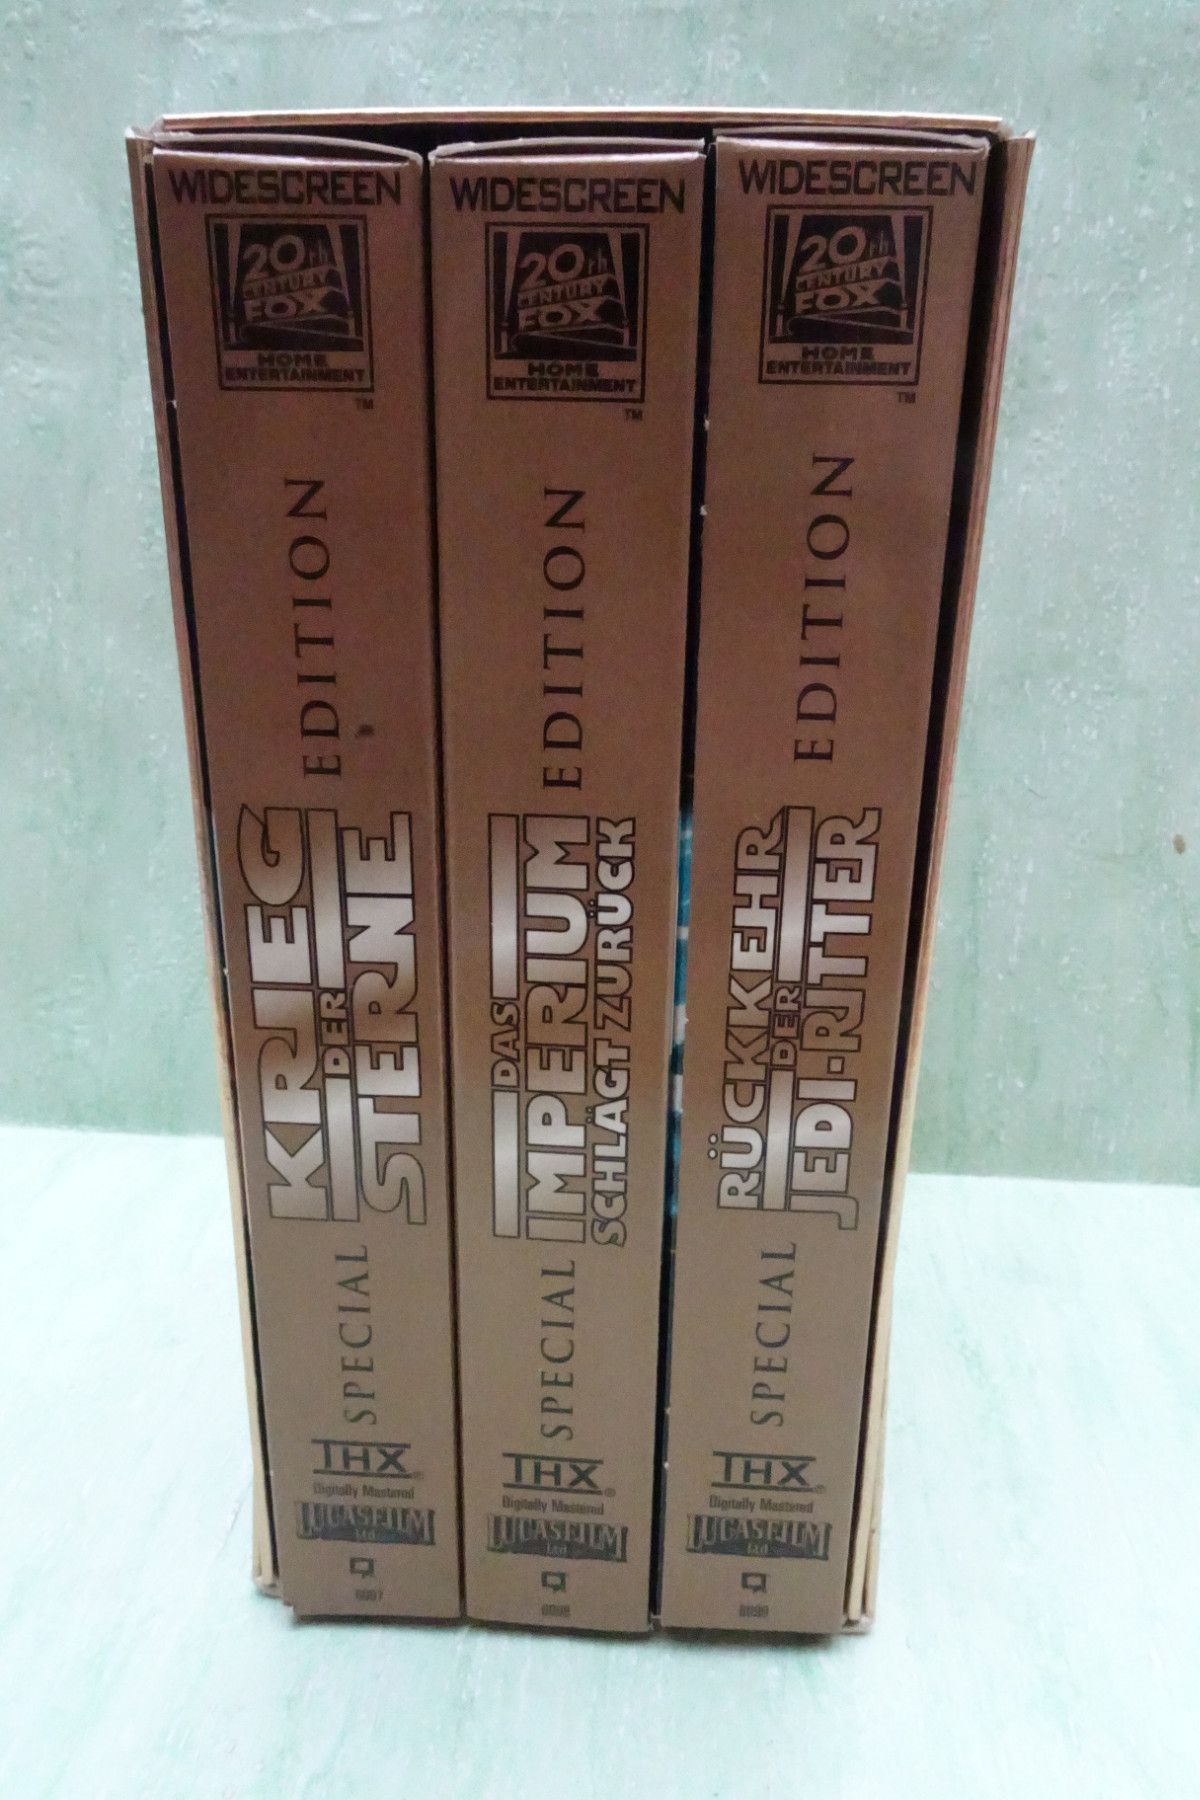 WIDESCREEN
20th
CENTURY
FOX
HOME
ENTERTAINMENT
TM
SPECIAL EDITION
KRIEG
DER
STERNE
THX
®
Digitally Mastered
LUCASFILM
Ltd
WIDESCREEN
20th
CENTURY
FOX
HOME
ENTERTAINMENT
TM
SPECIAL EDITION
DAS
IMPERIUM
SCHLÄGT ZURÜCK
THX
®
Digitally Mastered
LUCASFILM
Ltd
WIDESCREEN
20th
CENTURY
FOX
HOME
ENTERTAINMENT
TM
SPECIAL EDITION
RÜCKKEHR
DER
JEDI-RITTER
THX
®
Digitally Mastered
LUCASFILM
Ltd